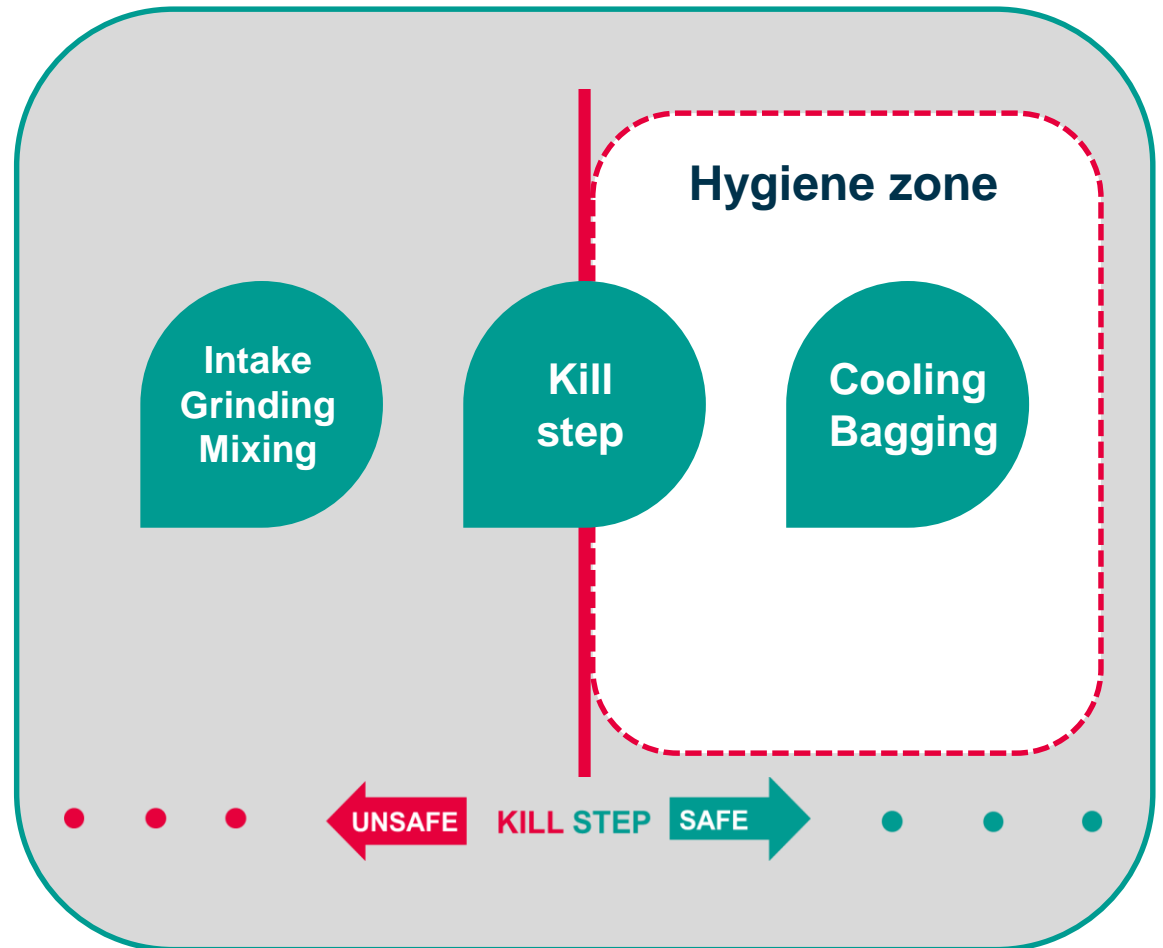 Hygiene zone
Intake
Grinding
Mixing
Kill
step
Cooling
Bagging
UNSAFE
KILL STEP
SAFE